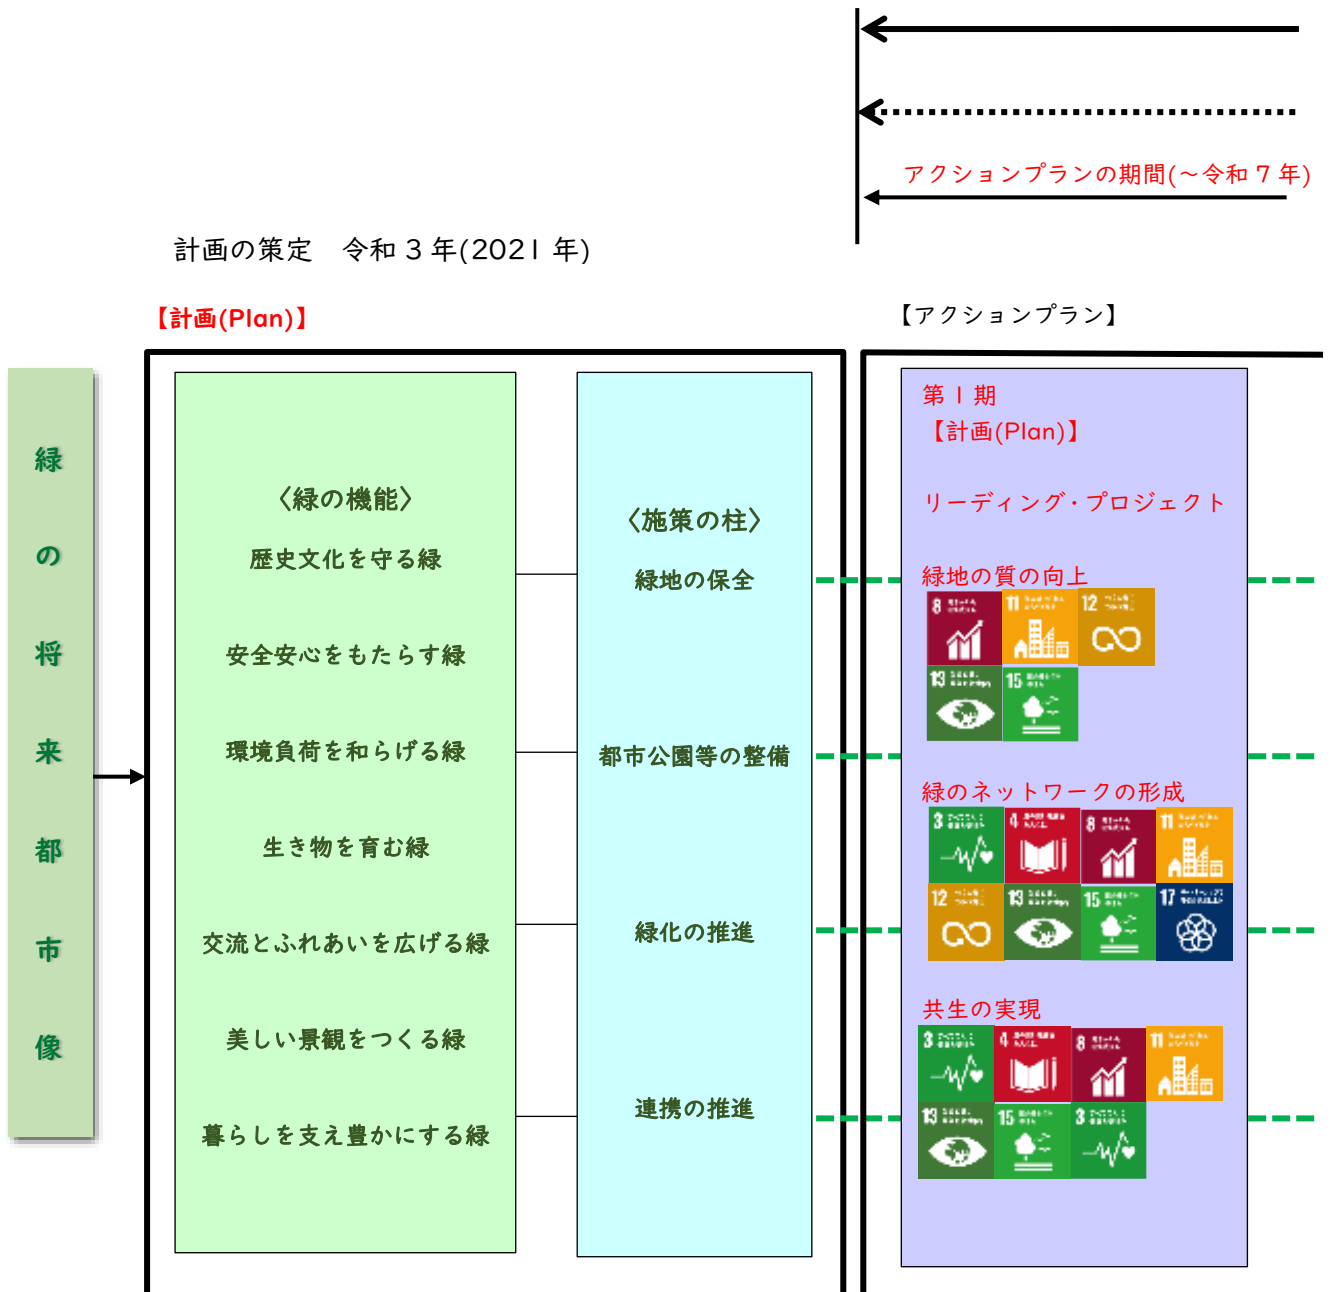 アクションプランの期間(～令和7年)
計画の策定　令和3年(2021年)
【計画(Plan)】
【アクションプラン】
緑の将来都市像
〈緑の機能〉
歴史文化を守る緑
安全安心をもたらす緑
環境負荷を和らげる緑
生き物を育む緑
交流とふれあいを広げる緑
美しい景観をつくる緑
暮らしを支え豊かにする緑
〈施策の柱〉
緑地の保全
都市公園等の整備
緑化の推進
連携の推進
第1期
【計画(Plan)】
リーディング・プロジェクト
緑地の質の向上
8
11
12
13
15
緑のネットワークの形成
3
4
8
11
12
13
15
17
共生の実現
3
4
8
11
13
15
3